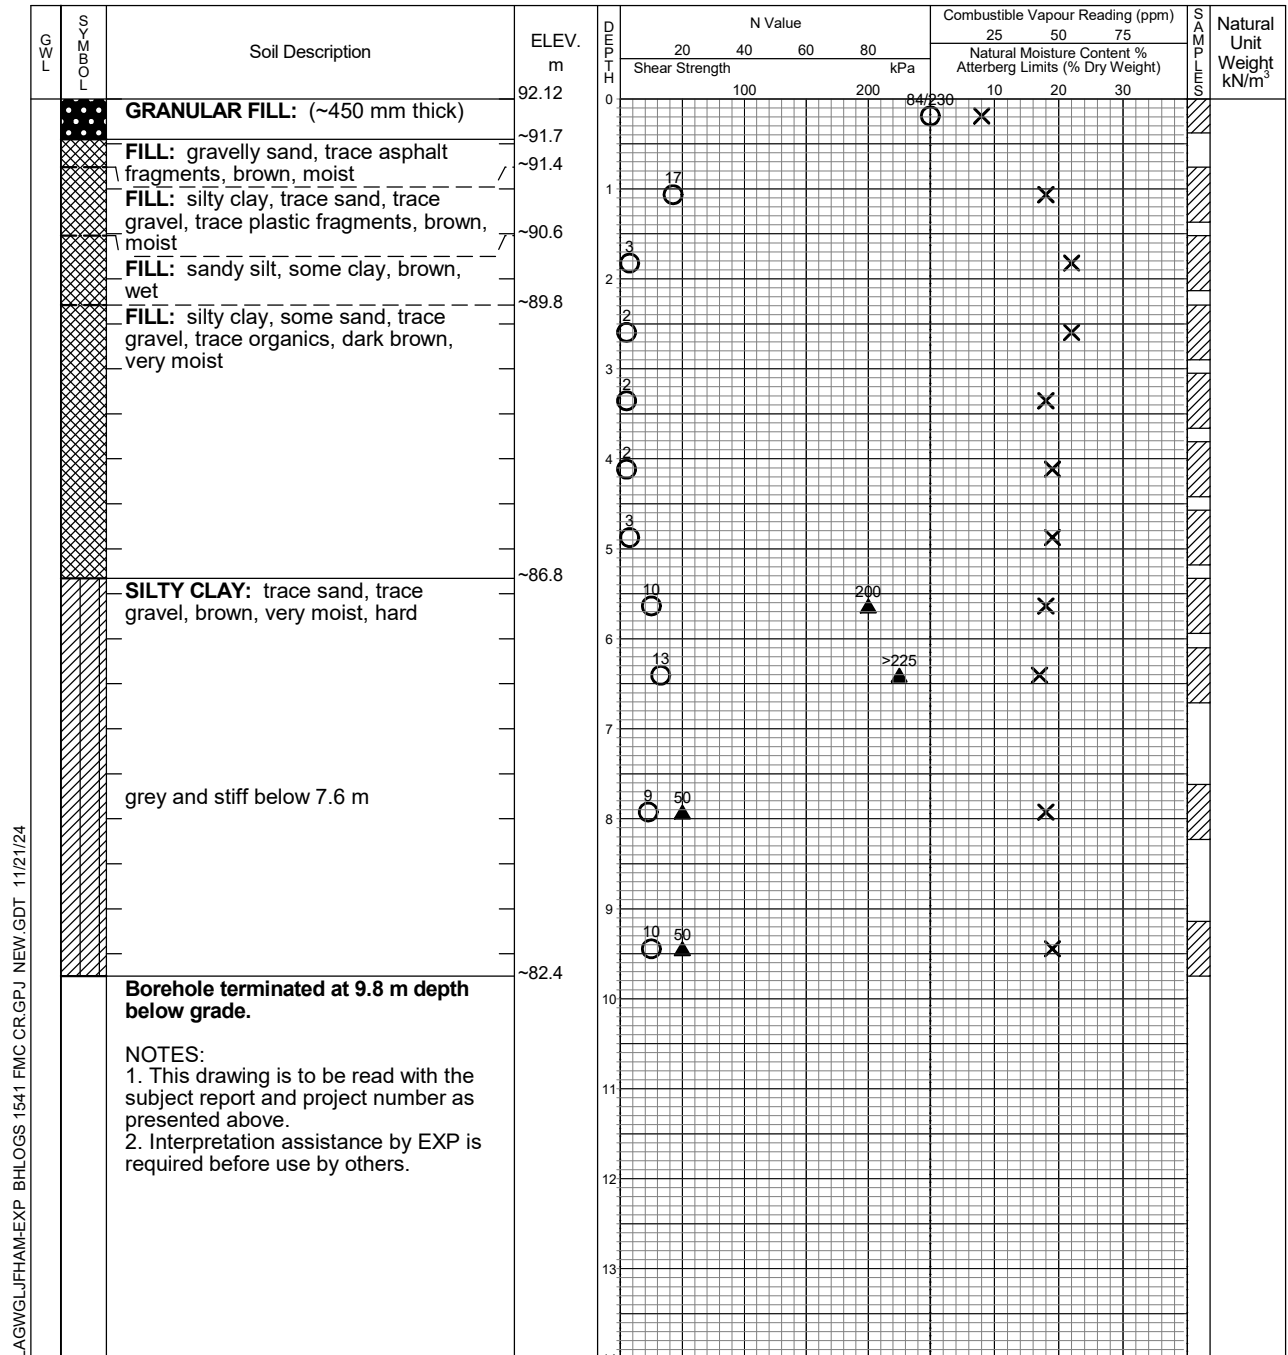 GWL
SYMBOL
Soil Description
ELEV.
m
DEPTH
N Value
20 40 60 80
Shear Strength kPa
100 200
Combustible Vapour Reading (ppm)
25 50 75
Natural Moisture Content %
Atterberg Limits (% Dry Weight)
10 20 30
SAMPLES
Natural
Unit
Weight
kN/m³
92.12
0
84/230
GRANULAR FILL: (~450 mm thick)
~91.7
FILL: gravelly sand, trace asphalt
fragments, brown, moist
~91.4
17
1
FILL: silty clay, trace sand, trace
gravel, trace plastic fragments, brown,
moist
~90.6
3
2
FILL: sandy silt, some clay, brown,
wet
~89.8
FILL: silty clay, some sand, trace
gravel, trace organics, dark brown,
very moist
2
3
2
2
4
3
5
~86.8
SILTY CLAY: trace sand, trace
gravel, brown, very moist, hard
10 200
6
13 >225
7
grey and stiff below 7.6 m
9 50
8
9
10 50
~82.4
Borehole terminated at 9.8 m depth
below grade.
10
NOTES:
1. This drawing is to be read with the
subject report and project number as
presented above.
2. Interpretation assistance by EXP is
required before use by others.
11
12
13
LAGWGLJFHAM-EXP BHLOGS 1541 FMC CR.GPJ NEW.GDT 11/21/24